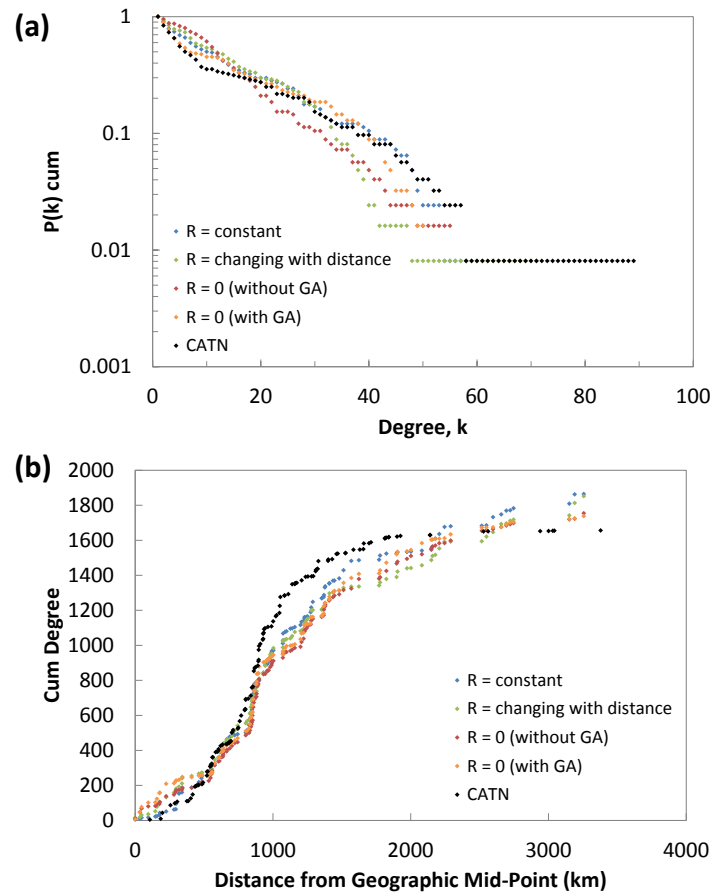 (a)
1
0.1
0.01
0.001
P(k) cum
R = constant
R = changing with distance
R = 0 (without GA)
R = 0 (with GA)
CATN
0 20 40 60 80 100
Degree, k
(b)
2000
1800
1600
1400
1200
1000
800
600
400
200
0
Cum Degree
R = constant
R = changing with distance
R = 0 (without GA)
R = 0 (with GA)
CATN
0 1000 2000 3000 4000
Distance from Geographic Mid-Point (km)